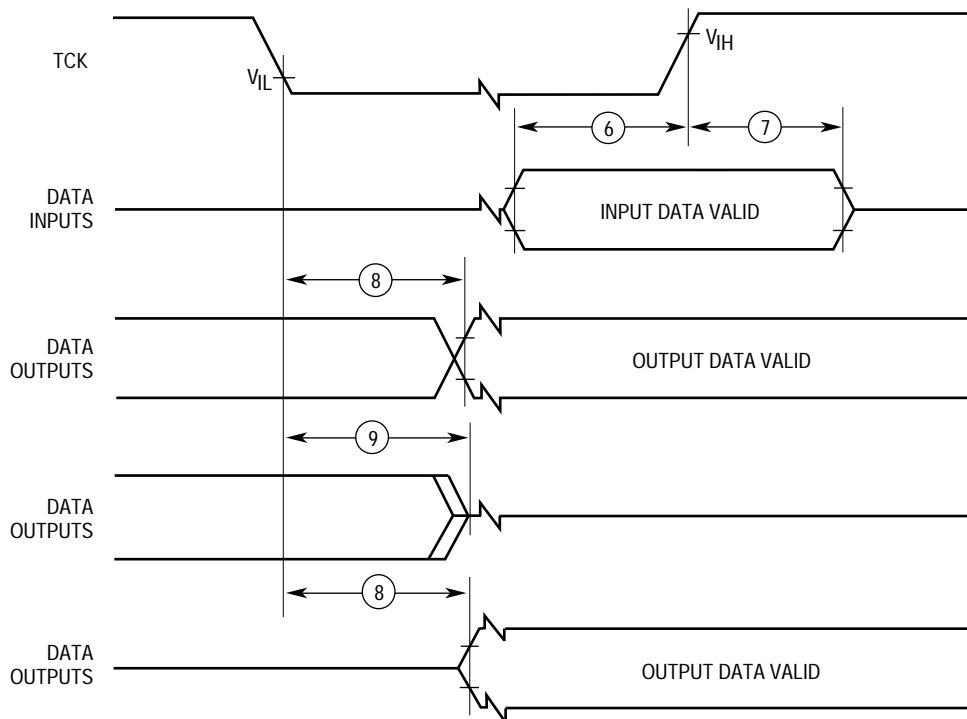 TCK
VIL
VIH
6
7
DATA
INPUTS
INPUT DATA VALID
8
DATA
OUTPUTS
OUTPUT DATA VALID
9
DATA
OUTPUTS
8
DATA
OUTPUTS
OUTPUT DATA VALID